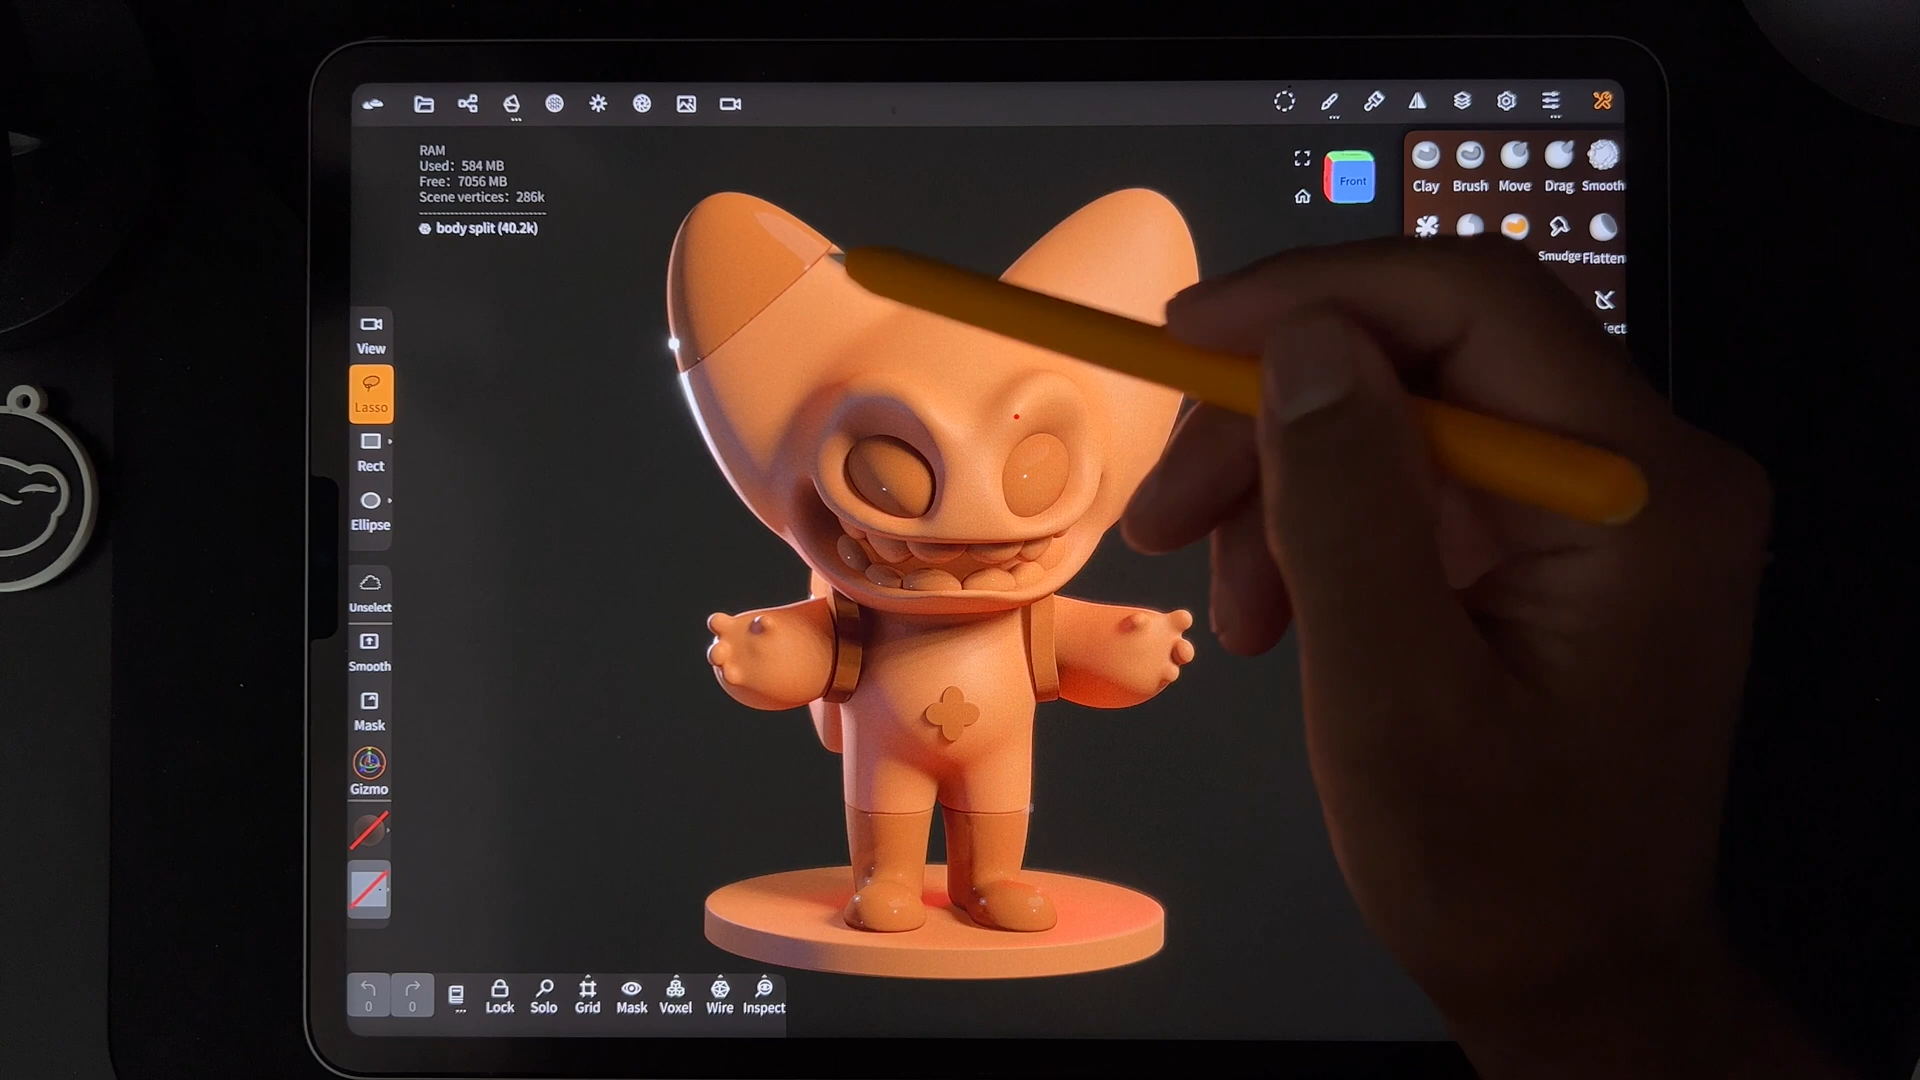 RAM
Used: 584 MB
Free: 7056 MB
Scene vertices: 286k
body split (40.2k)
Front
Clay
Brush
Move
Drag
Smooth
Smudge
Flatten
View
Lasso
Rect
Ellipse
Unselect
Smooth
Mask
Gizmo
0
0
Lock
Solo
Grid
Mask
Voxel
Wire
Inspect